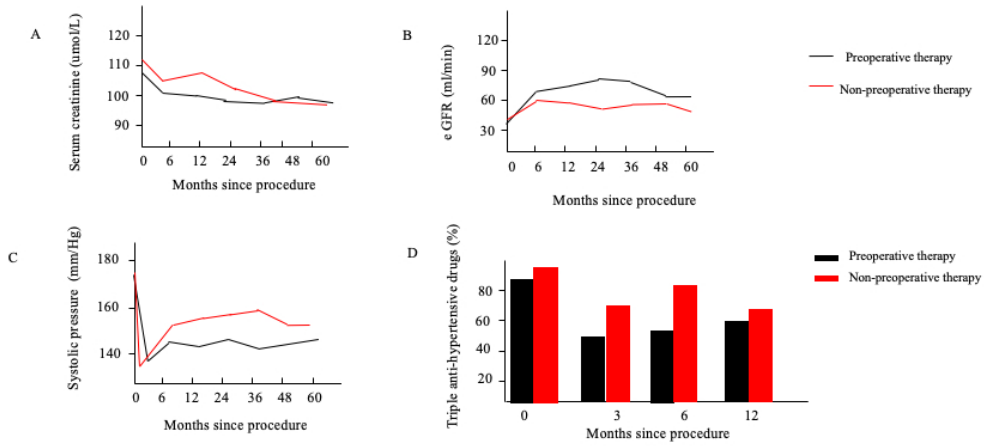 A
Serum creatinine (umol/L)
120
110
100
90
0 6 12 24 36 48 60
Months since procedure
B
e GFR (ml/min)
120
90
60
30
0 6 12 24 36 48 60
Months since procedure
Preoperative therapy
Non-preoperative therapy
C
Systolic pressure (mm/Hg)
180
160
140
0 6 12 24 36 48 60
Months since procedure
D
Triple anti-hypertensive drugs (%)
80
60
40
20
0 3 6 12
Months since procedure
Preoperative therapy
Non-preoperative therapy